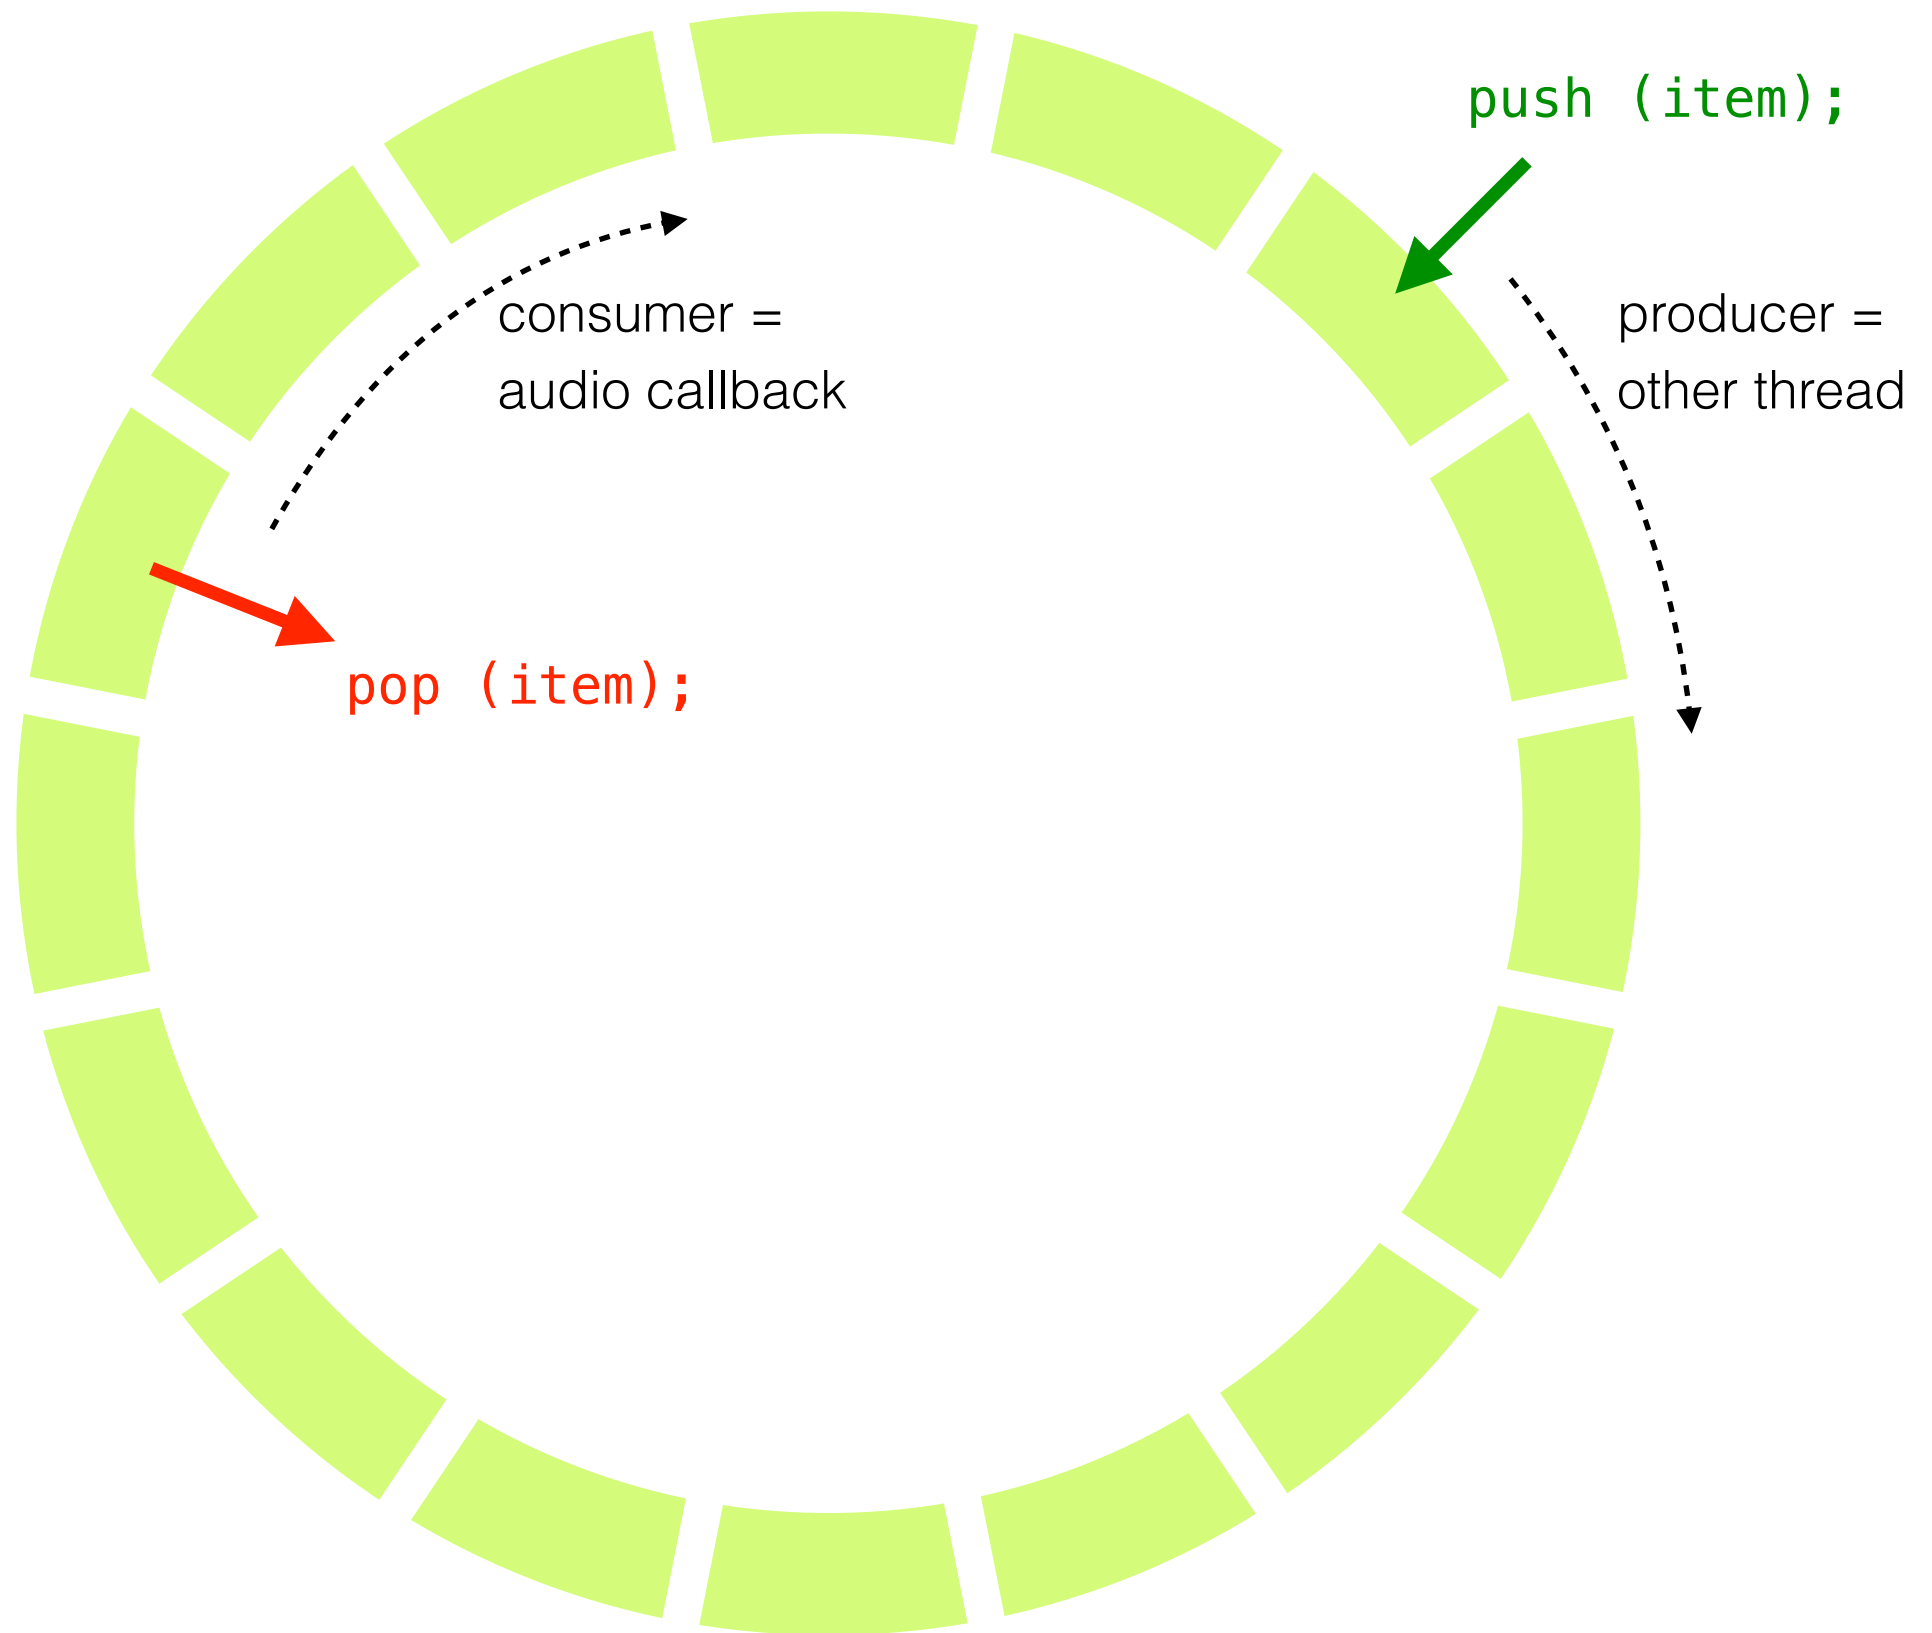 push (item);
consumer =
audio callback
producer =
other thread
pop (item);